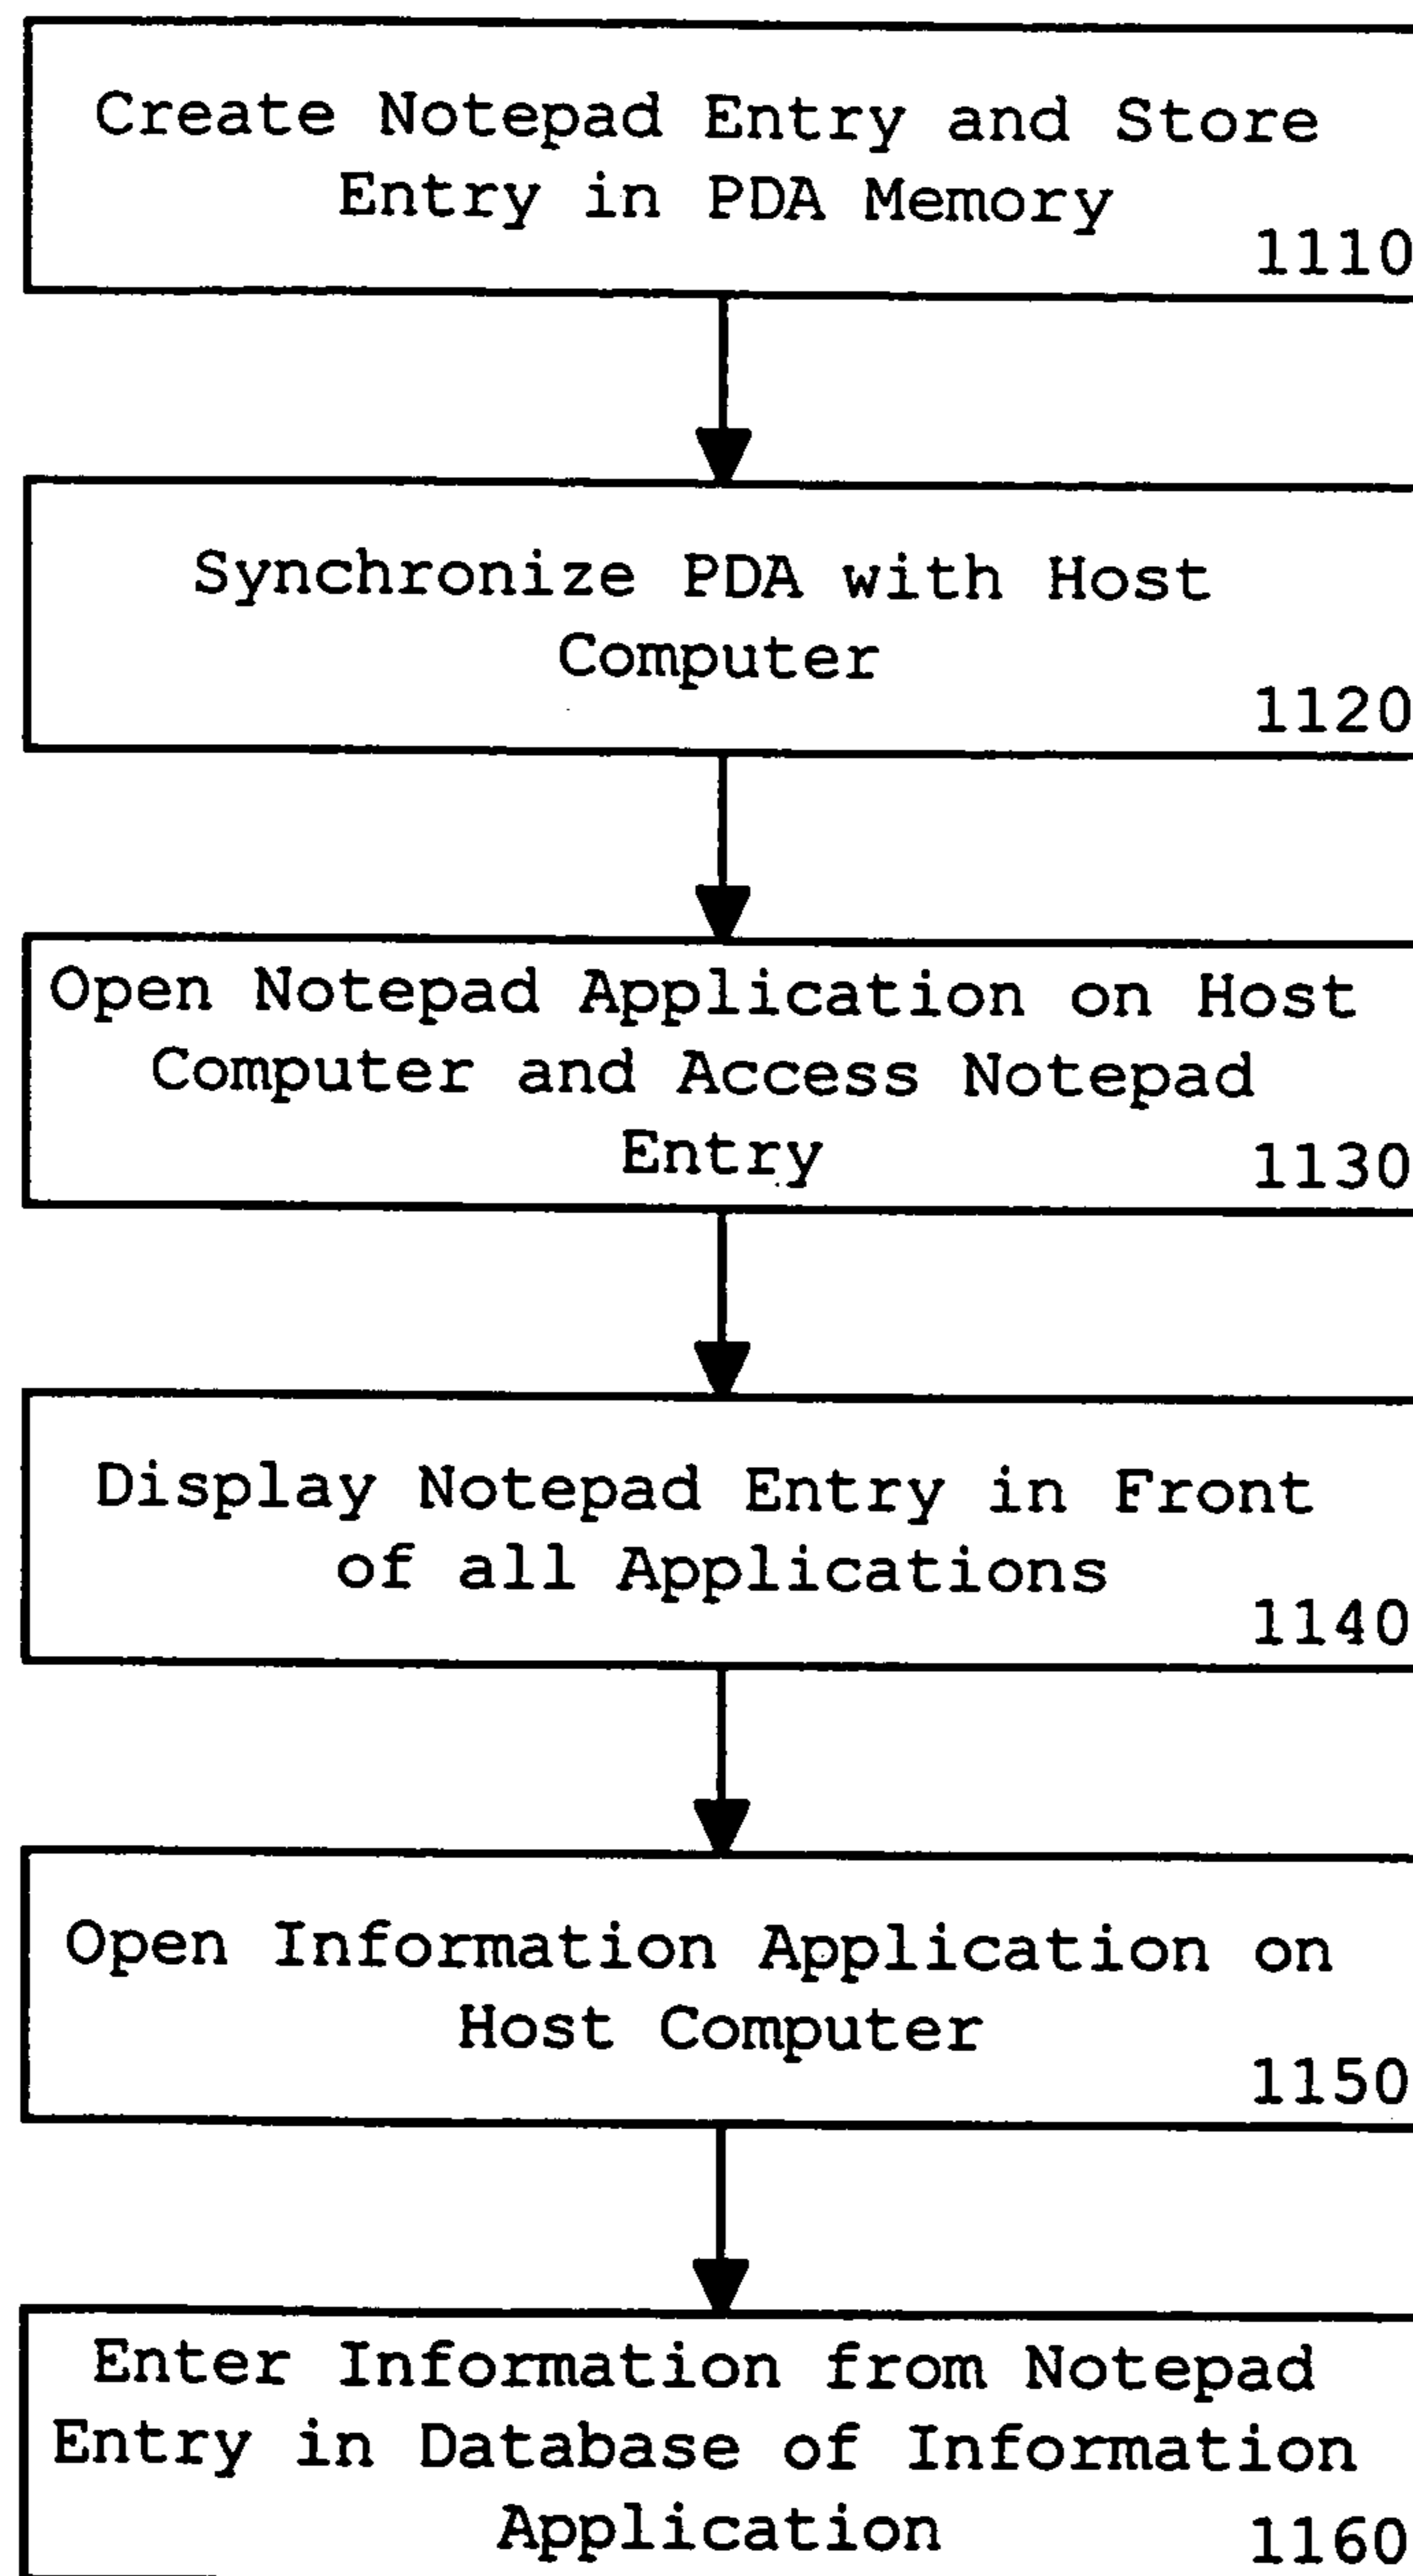 Create Notepad Entry and Store
Entry in PDA Memory
1110
Synchronize PDA with Host
Computer
1120
Open Notepad Application on Host
Computer and Access Notepad
Entry
1130
Display Notepad Entry in Front
of all Applications
1140
Open Information Application on
Host Computer
1150
Enter Information from Notepad
Entry in Database of Information
Application
1160